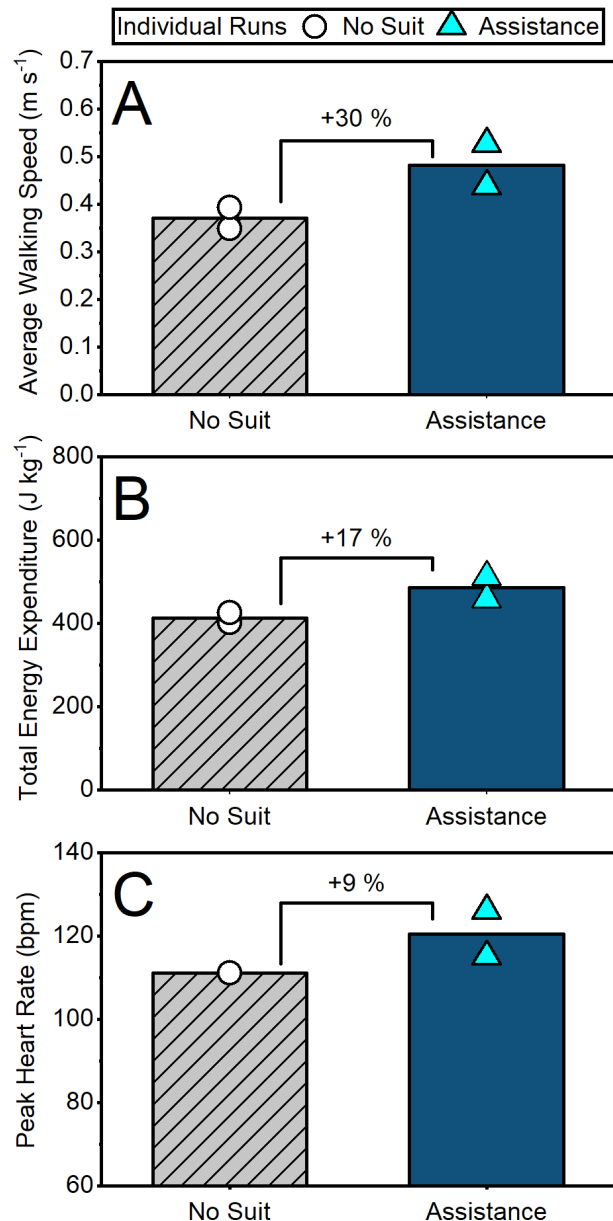 Individual Runs No Suit Assistance
A
Average Walking Speed (m s⁻¹)
0.7
0.6
0.5
0.4
0.3
0.2
0.1
0.0
+30 %
No Suit Assistance
B
Total Energy Expenditure (J kg⁻¹)
800
600
400
200
0
+17 %
No Suit Assistance
C
Peak Heart Rate (bpm)
140
120
100
80
60
+9 %
No Suit Assistance